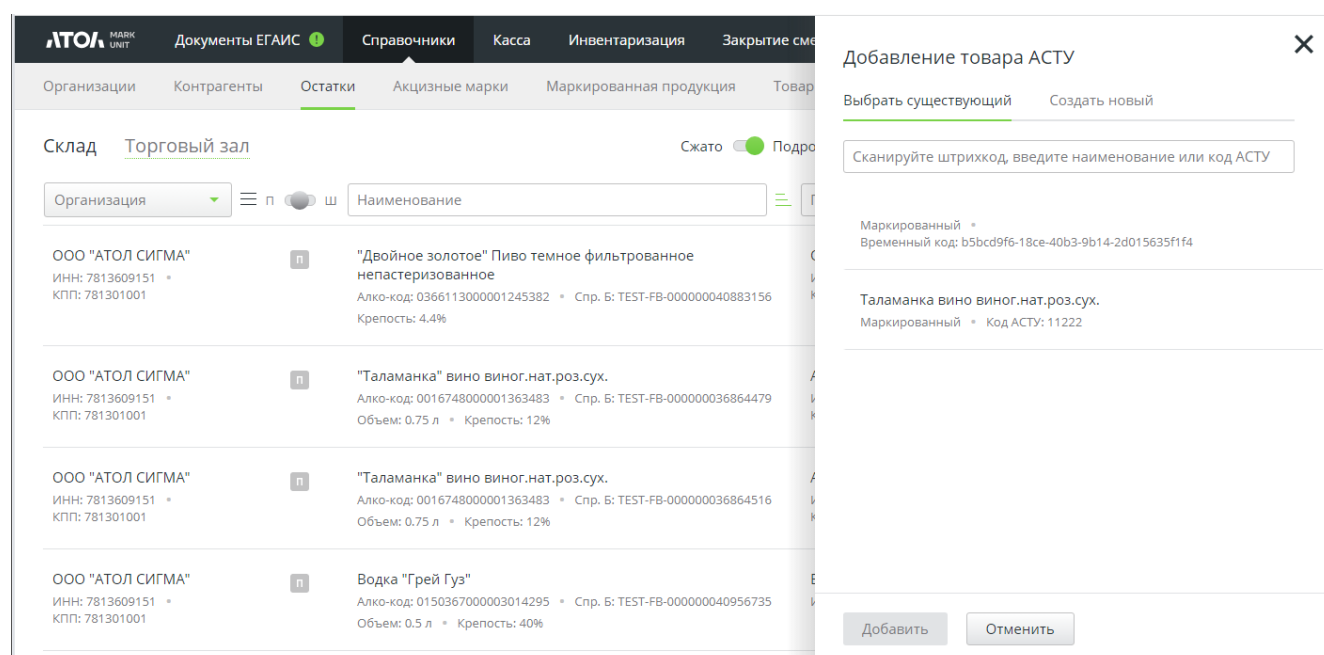 АТОЛ MARK UNIT
Документы ЕГАИС ! Справочники Касса Инвентаризация Закрытие сме
Организации Контрагенты Остатки Акцизные марки Маркированная продукция Товар
Склад Торговый зал Сжато Подро
Организация П Ш Наименование
ООО "АТОЛ СИГМА" п "Двойное золотое" Пиво темное фильтрованное
непастеризованное
ИНН: 7813609151 •
КПП: 781301001
Алко-код: 0366113000001245382 • Спр. Б: TEST-FB-000000040883156
Крепость: 4.4%
ООО "АТОЛ СИГМА" п "Таламанка" вино виног.нат.роз.сух.
ИНН: 7813609151 • Алко-код: 0016748000001363483 • Спр. Б: TEST-FB-000000036864479
КПП: 781301001 Объем: 0.75 л • Крепость: 12%
ООО "АТОЛ СИГМА" п "Таламанка" вино виног.нат.роз.сух.
ИНН: 7813609151 • Алко-код: 0016748000001363483 • Спр. Б: TEST-FB-000000036864516
КПП: 781301001 Объем: 0.75 л • Крепость: 12%
ООО "АТОЛ СИГМА" п Водка "Грей Гуз"
ИНН: 7813609151 • Алко-код: 0150367000003014295 • Спр. Б: TEST-FB-000000040956735
КПП: 781301001 Объем: 0.5 л • Крепость: 40%
Добавление товара АСТУ
Выбрать существующий Создать новый
Сканируйте штрихкод, введите наименование или код АСТУ
Маркированный •
Временный код: b5bcd9f6-18ce-40b3-9b14-2d015635f1f4
Таламанка вино виног.нат.роз.сух.
Маркированный • Код АСТУ: 11222
Добавить Отменить